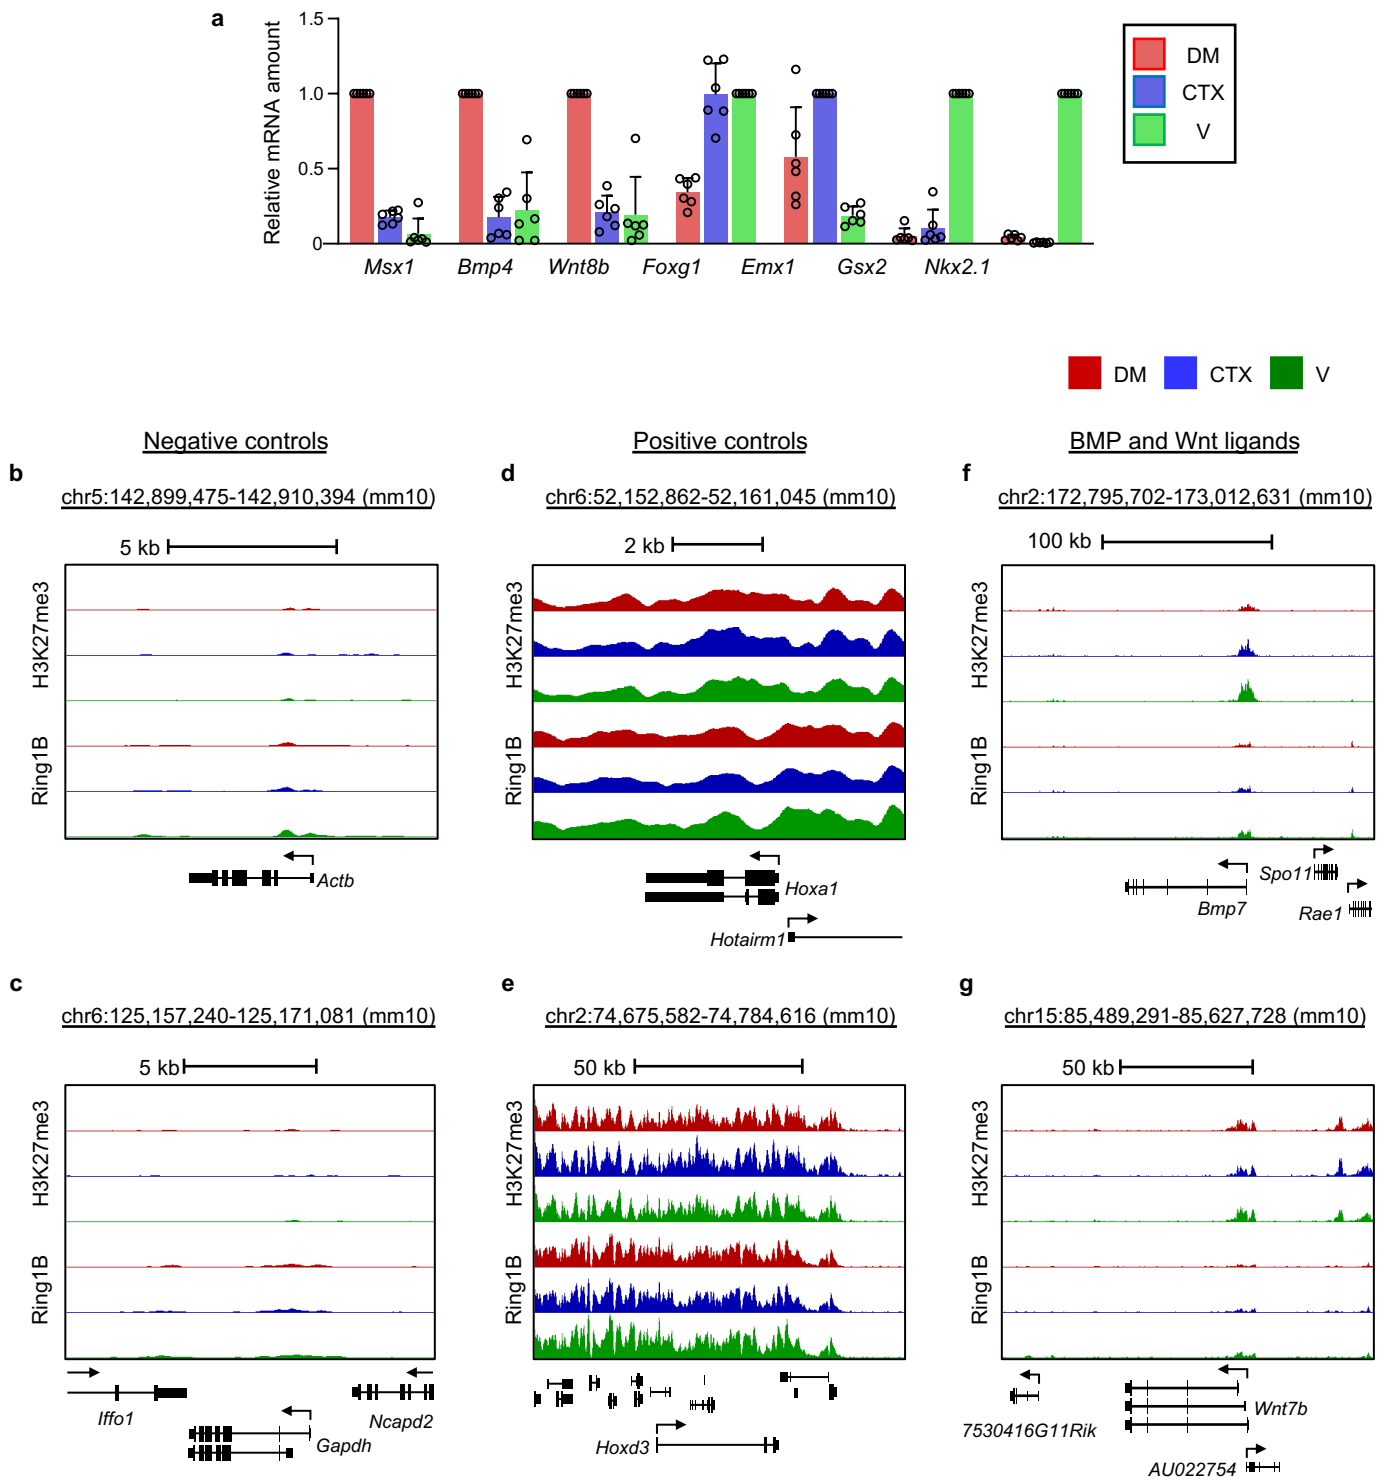 a
Relative mRNA amount
1.5
1.0
0.5
0
Msx1 Bmp4 Wnt8b Foxg1 Emx1 Gsx2 Nkx2.1
DM
CTX
V
DM CTX V
Negative controls
Positive controls
BMP and Wnt ligands
b
chr5:142,899,475-142,910,394 (mm10)
5 kb
H3K27me3
Ring1B
Actb
d
chr6:52,152,862-52,161,045 (mm10)
2 kb
H3K27me3
Ring1B
Hoxa1
Hotairm1
f
chr2:172,795,702-173,012,631 (mm10)
100 kb
H3K27me3
Ring1B
Spo11
Bmp7
Rae1
c
chr6:125,157,240-125,171,081 (mm10)
5 kb
H3K27me3
Ring1B
Iffo1
Ncapd2
Gapdh
e
chr2:74,675,582-74,784,616 (mm10)
50 kb
H3K27me3
Ring1B
Hoxd3
g
chr15:85,489,291-85,627,728 (mm10)
50 kb
H3K27me3
Ring1B
Wnt7b
7530416G11Rik
AU022754